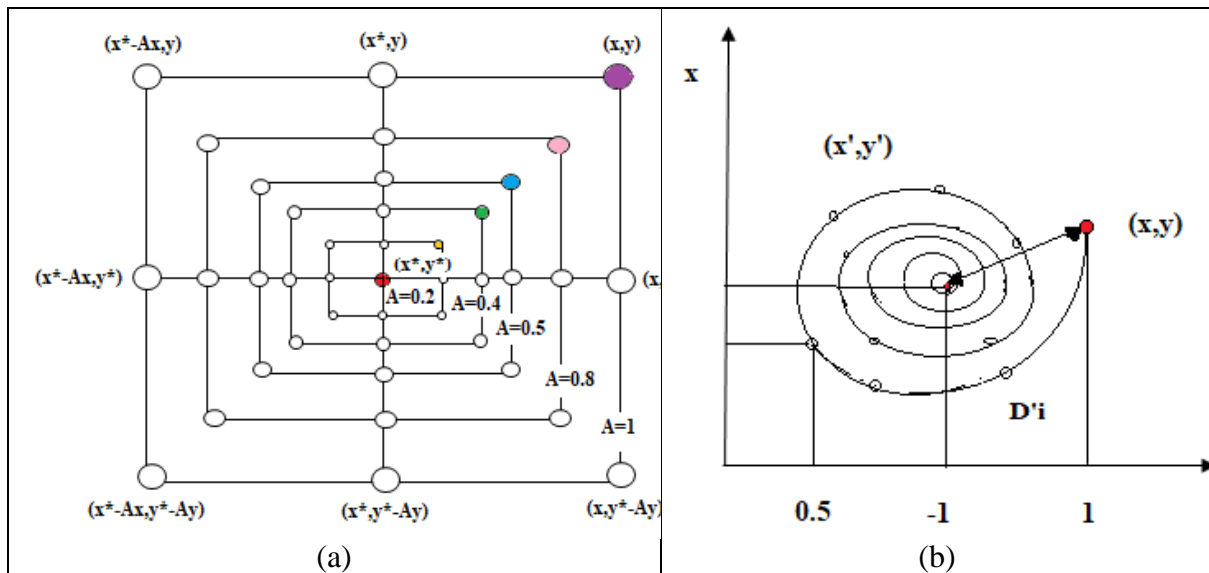 (x*-Ax,y)
(x*,y)
(x,y)
(x*-Ax,y*)
(x*,y*)
(x,
A=0.2
A=0.4
A=0.5
A=0.8
A=1
(x*-Ax,y*-Ay)
(x*,y*-Ay)
(x,y*-Ay)
(a)
x
(x',y')
(x,y)
D'i
0.5
-1
1
(b)